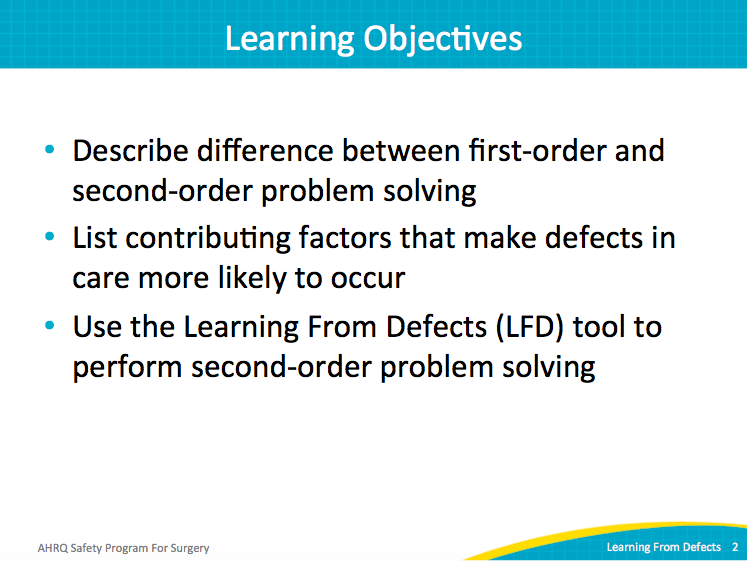 Learning Objectives
• Describe difference between first-order and
second-order problem solving
• List contributing factors that make defects in
care more likely to occur
• Use the Learning From Defects (LFD) tool to
perform second-order problem solving
AHRQ Safety Program For Surgery
Learning From Defects 2